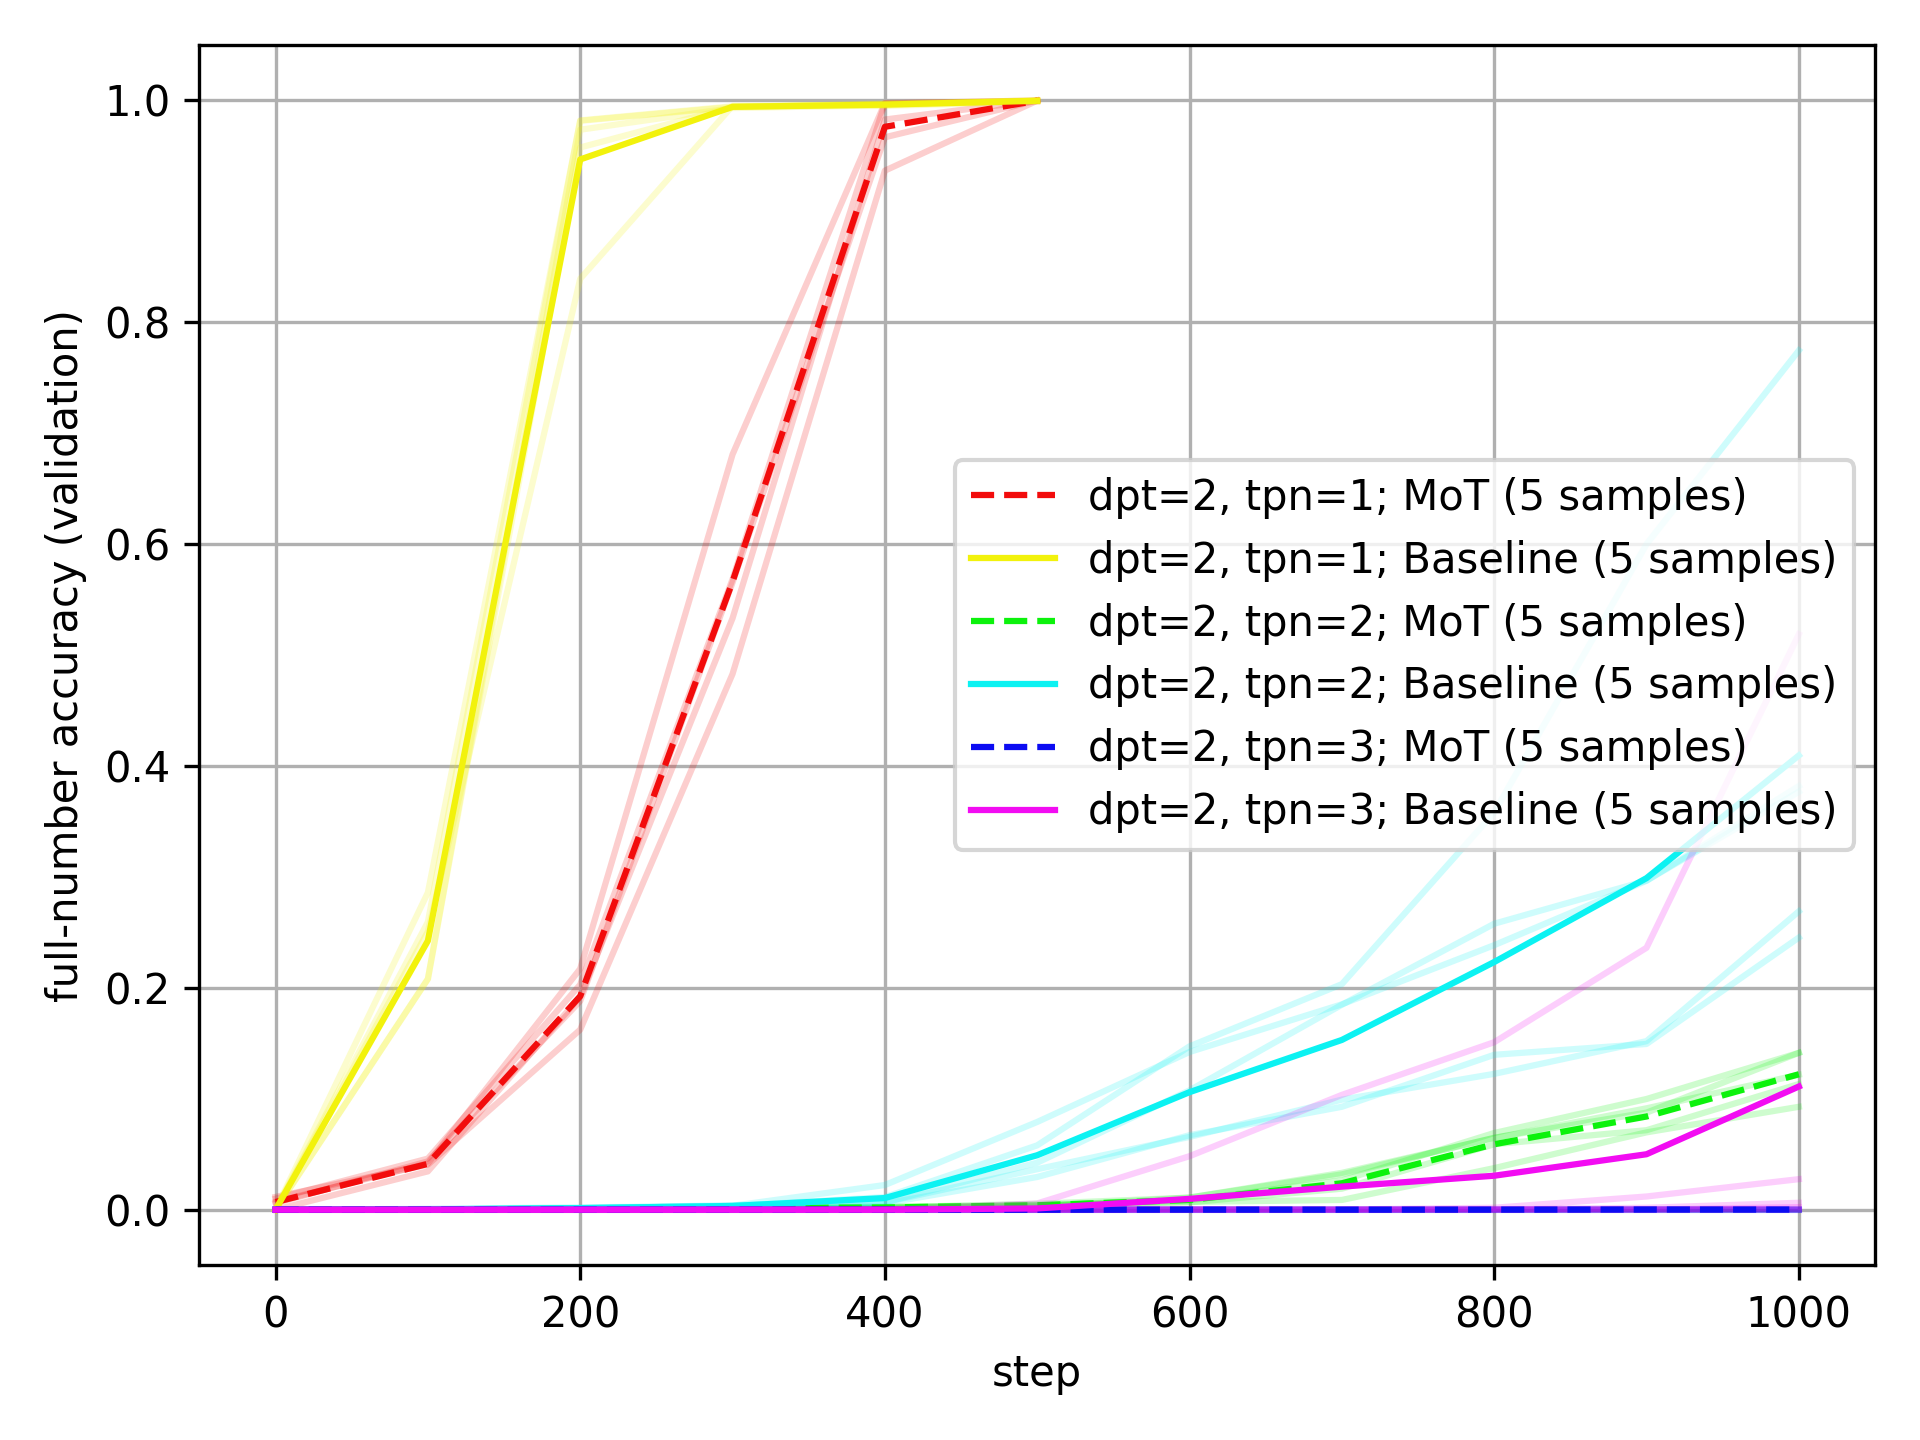 full-number accuracy (validation)
1.0
0.8
0.6
0.4
0.2
0.0
dpt=2, tpn=1; MoT (5 samples)
dpt=2, tpn=1; Baseline (5 samples)
dpt=2, tpn=2; MoT (5 samples)
dpt=2, tpn=2; Baseline (5 samples)
dpt=2, tpn=3; MoT (5 samples)
dpt=2, tpn=3; Baseline (5 samples)
0 200 400 600 800 1000
step